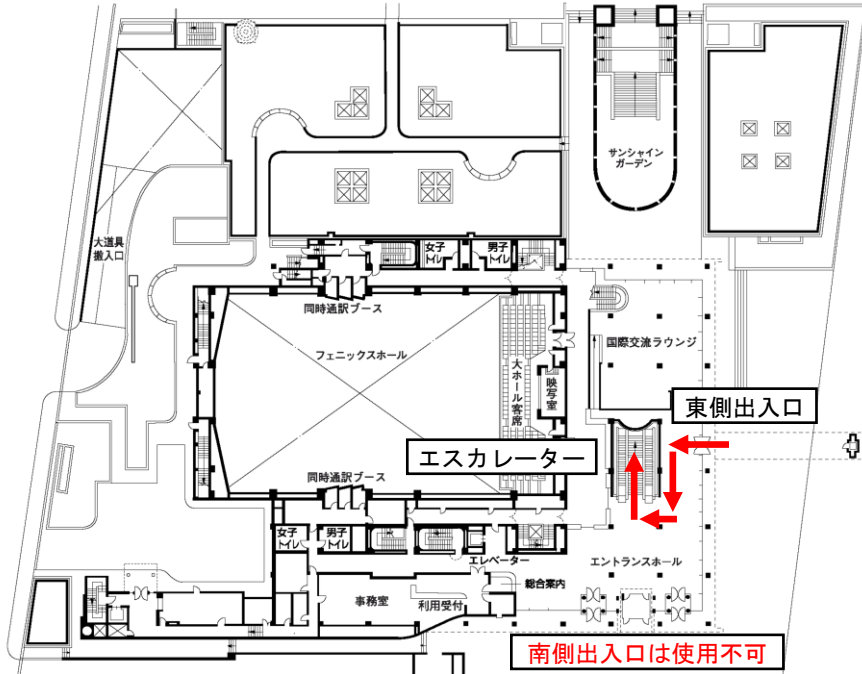 サンシャイン
ガーデン
大道具
搬入口
女子
トイレ
男子
トイレ
同時通訳ブース
国際交流ラウンジ
フェニックスホール
大ホール客席
映写室
東側出入口
エスカレーター
同時通訳ブース
女子
トイレ
男子
トイレ
エレベーター
エントランスホール
総合案内
事務室
利用受付
南側出入口は使用不可